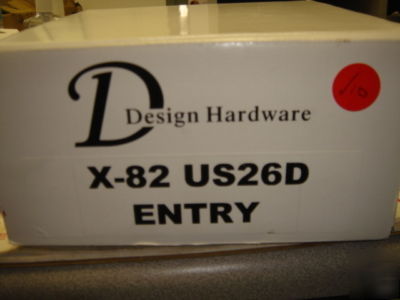 D
Design Hardware
X-82 US26D
ENTRY